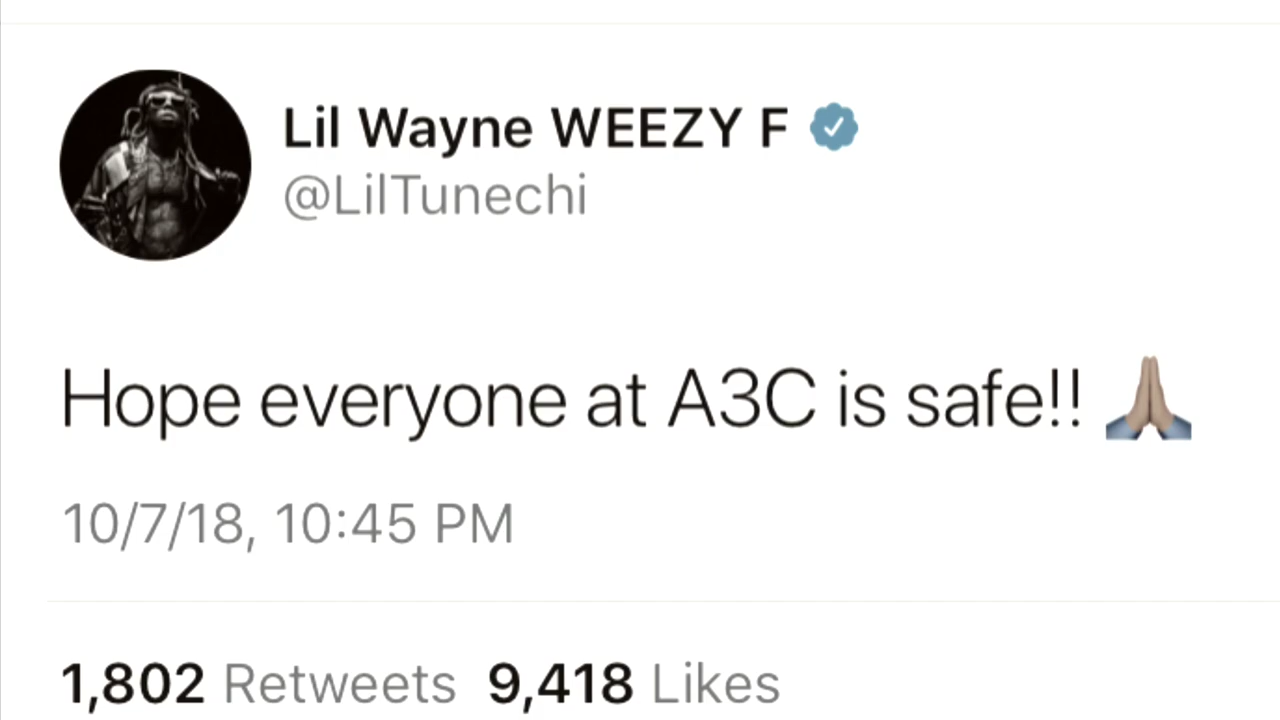 Lil Wayne WEEZY F
@LilTunechi
Hope everyone at A3C is safe!! 🙏🏼
10/7/18, 10:45 PM
1,802 Retweets 9,418 Likes